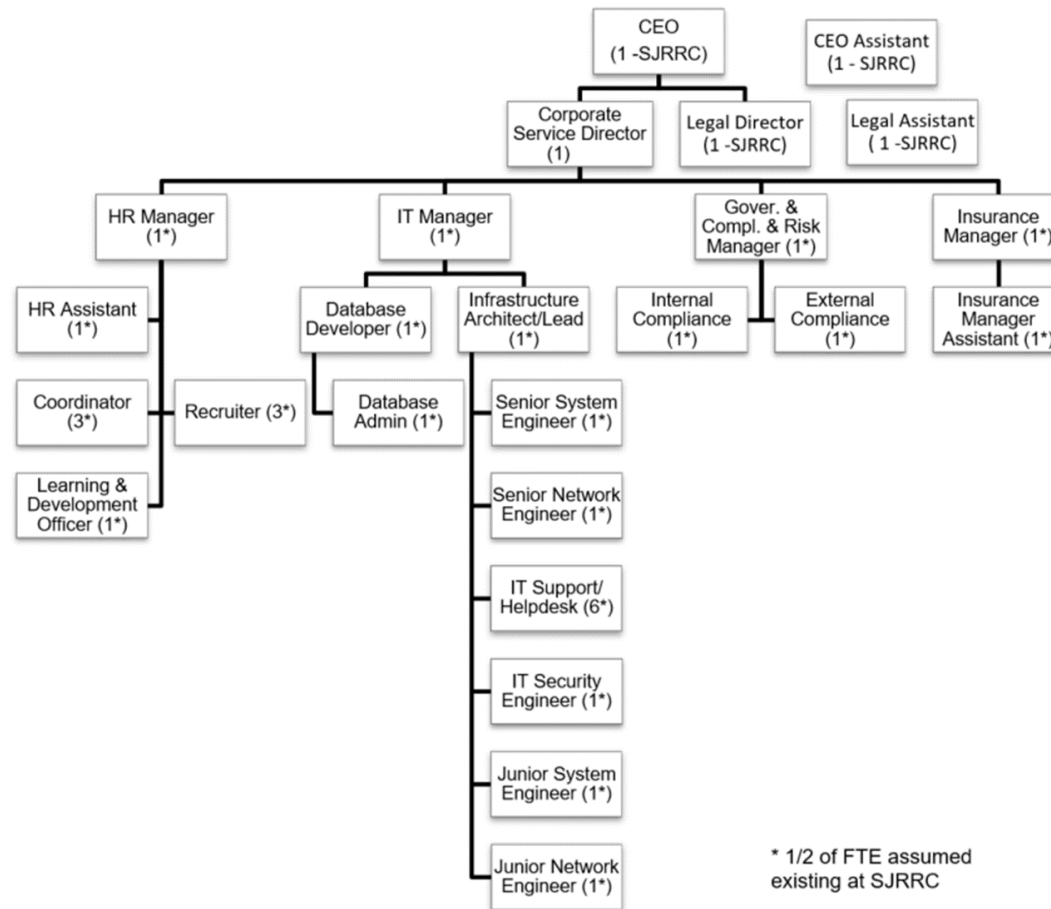 CEO
(1 -SJRRC)
CEO Assistant
(1 - SJRRC)
Corporate
Service Director
(1)
Legal Director
(1 -SJRRC)
Legal Assistant
( 1 -SJRRC)
HR Manager
(1*)
IT Manager
(1*)
Gover. &
Compl. & Risk
Manager (1*)
Insurance
Manager (1*)
HR Assistant
(1*)
Database
Developer (1*)
Infrastructure
Architect/Lead
(1*)
Internal
Compliance
(1*)
External
Compliance
(1*)
Insurance
Manager
Assistant (1*)
Coordinator
(3*)
Recruiter (3*)
Database
Admin (1*)
Senior System
Engineer (1*)
Learning &
Development
Officer (1*)
Senior Network
Engineer (1*)
IT Support/
Helpdesk (6*)
IT Security
Engineer (1*)
Junior System
Engineer (1*)
Junior Network
Engineer (1*)
* 1/2 of FTE assumed
existing at SJRRC